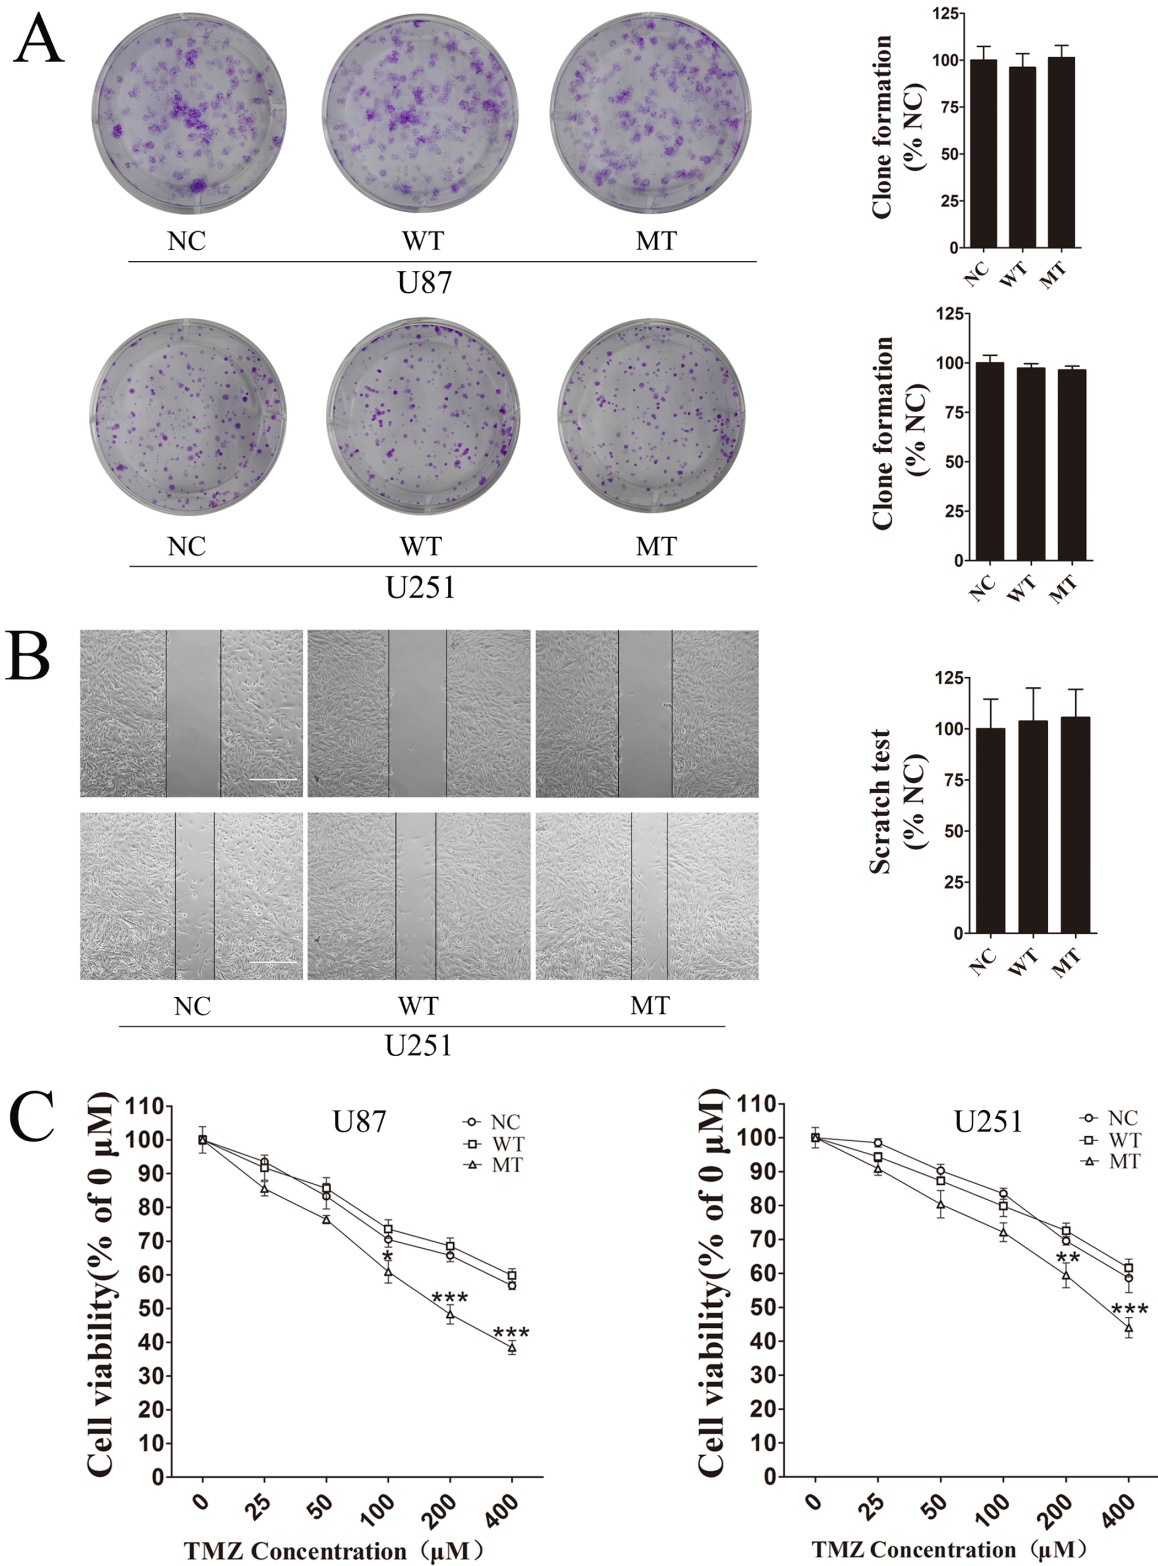 A
NC
WT
MT
U87
Clone formation
(% NC)
125
100
75
50
25
0
NC
WT
MT
NC
WT
MT
U251
Clone formation
(% NC)
125
100
75
50
25
0
NC
WT
MT
B
NC
WT
MT
U251
Scratch test
(% NC)
125
100
75
50
25
0
NC
WT
MT
C
U87
NC
WT
MT
Cell viability(% of 0 μM)
110
100
90
80
70
60
50
40
30
20
10
0
*
***
***
0
25
50
100
200
400
TMZ Concentration（μM）
U251
NC
WT
MT
Cell viability(% of 0 μM)
110
100
90
80
70
60
50
40
30
20
10
0
**
***
0
25
50
100
200
400
TMZ Concentration（μM）